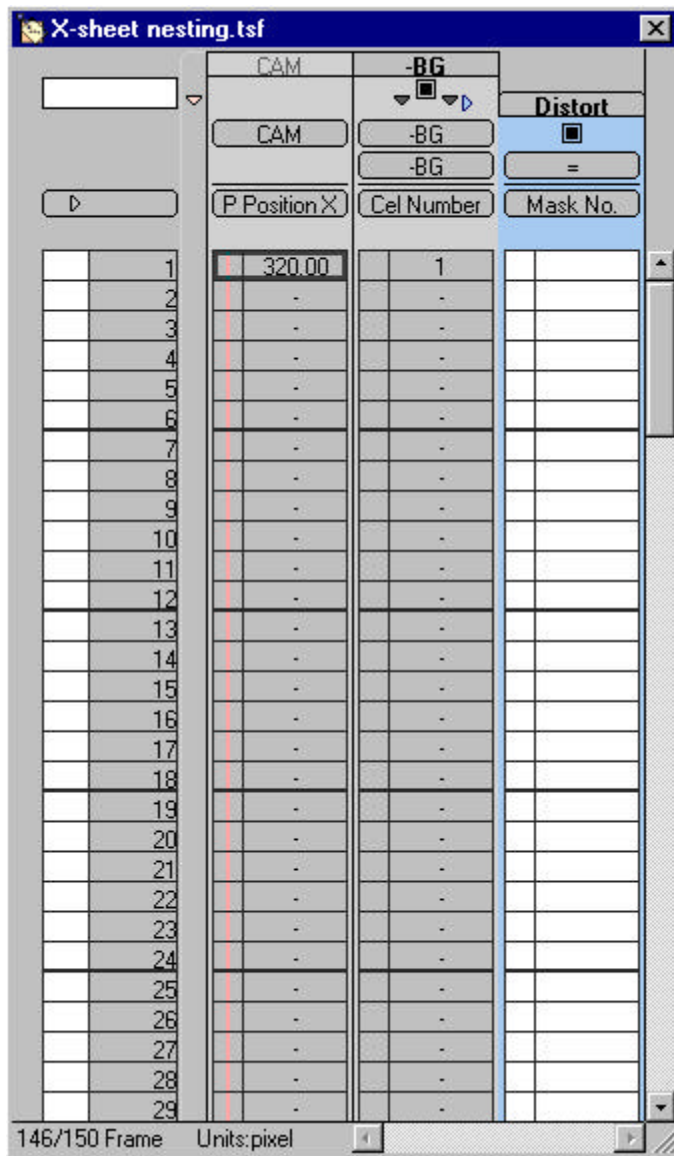 X-sheet nesting.tsf
CAM -BG
Distort
CAM -BG
-BG =
P Position X Cel Number Mask No.
1 320.00 1
2 - -
3 - -
4 - -
5 - -
6 - -
7 - -
8 - -
9 - -
10 - -
11 - -
12 - -
13 - -
14 - -
15 - -
16 - -
17 - -
18 - -
19 - -
20 - -
21 - -
22 - -
23 - -
24 - -
25 - -
26 - -
27 - -
28 - -
29 - -
146/150 Frame Units:pixel